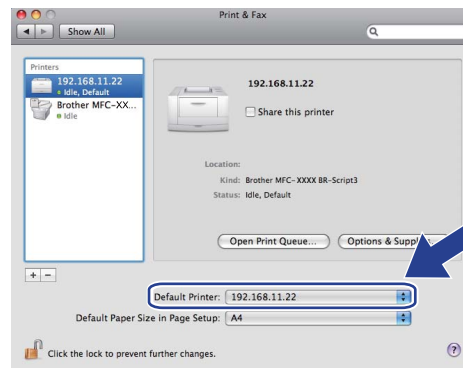 Print & Fax
Show All
Printers
192.168.11.22
Idle, Default
Brother MFC-XX...
Idle
192.168.11.22
Share this printer
Location:
Kind: Brother MFC-XXXX BR-Script3
Status: Idle, Default
Open Print Queue... Options &
+ -
Default Printer: 192.168.11.22
Default Paper Size in Page Setup: A4
Click the lock to prevent further changes.
?